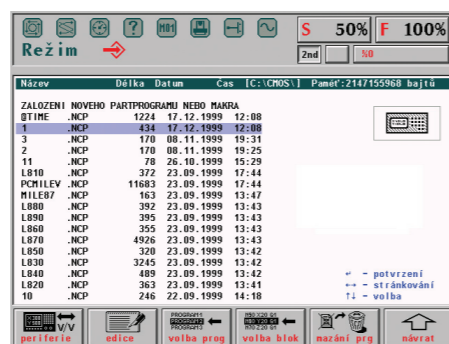 ? M01 S 50% F 100%
Režim 2nd %0
Název Délka Datum Čas [C:\CMOS\] Paměť:2147155968 bajtů
ZALOZENI NOVEHO PARTPROGRAMU NEBO MAKRA
@TIME .NCP 1224 17.12.1999 12:08
1 .NCP 434 17.12.1999 12:08
3 .NCP 170 08.11.1999 19:31
2 .NCP 170 08.11.1999 19:25
11 .NCP 78 26.10.1999 15:29
L810 .NCP 372 23.09.1999 17:44
PCMILEV .NCP 11683 23.09.1999 17:44
MILE87 .NCP 163 23.09.1999 13:47
L880 .NCP 392 23.09.1999 13:43
L890 .NCP 395 23.09.1999 13:43
L860 .NCP 355 23.09.1999 13:43
L870 .NCP 4926 23.09.1999 13:43
L850 .NCP 320 23.09.1999 13:42
L830 .NCP 3245 23.09.1999 13:42
L840 .NCP 489 23.09.1999 13:42
L820 .NCP 363 23.09.1999 13:41
10 .NCP 246 22.09.1999 14:18
↵ - potvrzení
↔ - stránkování
↑↓ - volba
V/V
periferie
edice
PROGRAM1
PROGRAM2
PROGRAM3
volba prog
volba blok
mazání prg
návrat